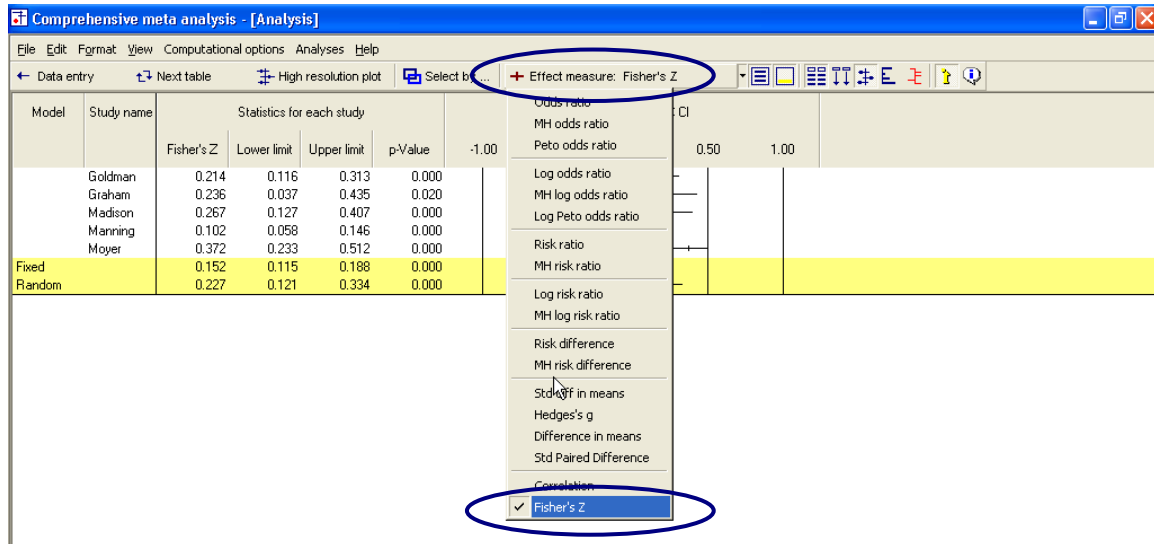 Comprehensive meta analysis - [Analysis]
File Edit Format View Computational options Analyses Help
← Data entry Next table High resolution plot Select by ... Effect measure: Fisher's Z
Model Study name Statistics for each study CI
Fisher's Z Lower limit Upper limit p-Value -1.00 0.50 1.00
Goldman 0.214 0.116 0.313 0.000
Graham 0.236 0.037 0.435 0.020
Madison 0.267 0.127 0.407 0.000
Manning 0.102 0.058 0.146 0.000
Moyer 0.372 0.233 0.512 0.000
Fixed 0.152 0.115 0.188 0.000
Random 0.227 0.121 0.334 0.000
Odds ratio
MH odds ratio
Peto odds ratio
Log odds ratio
MH log odds ratio
Log Peto odds ratio
Risk ratio
MH risk ratio
Log risk ratio
MH log risk ratio
Risk difference
MH risk difference
Std diff in means
Hedges's g
Difference in means
Std Paired Difference
Correlation
Fisher's Z